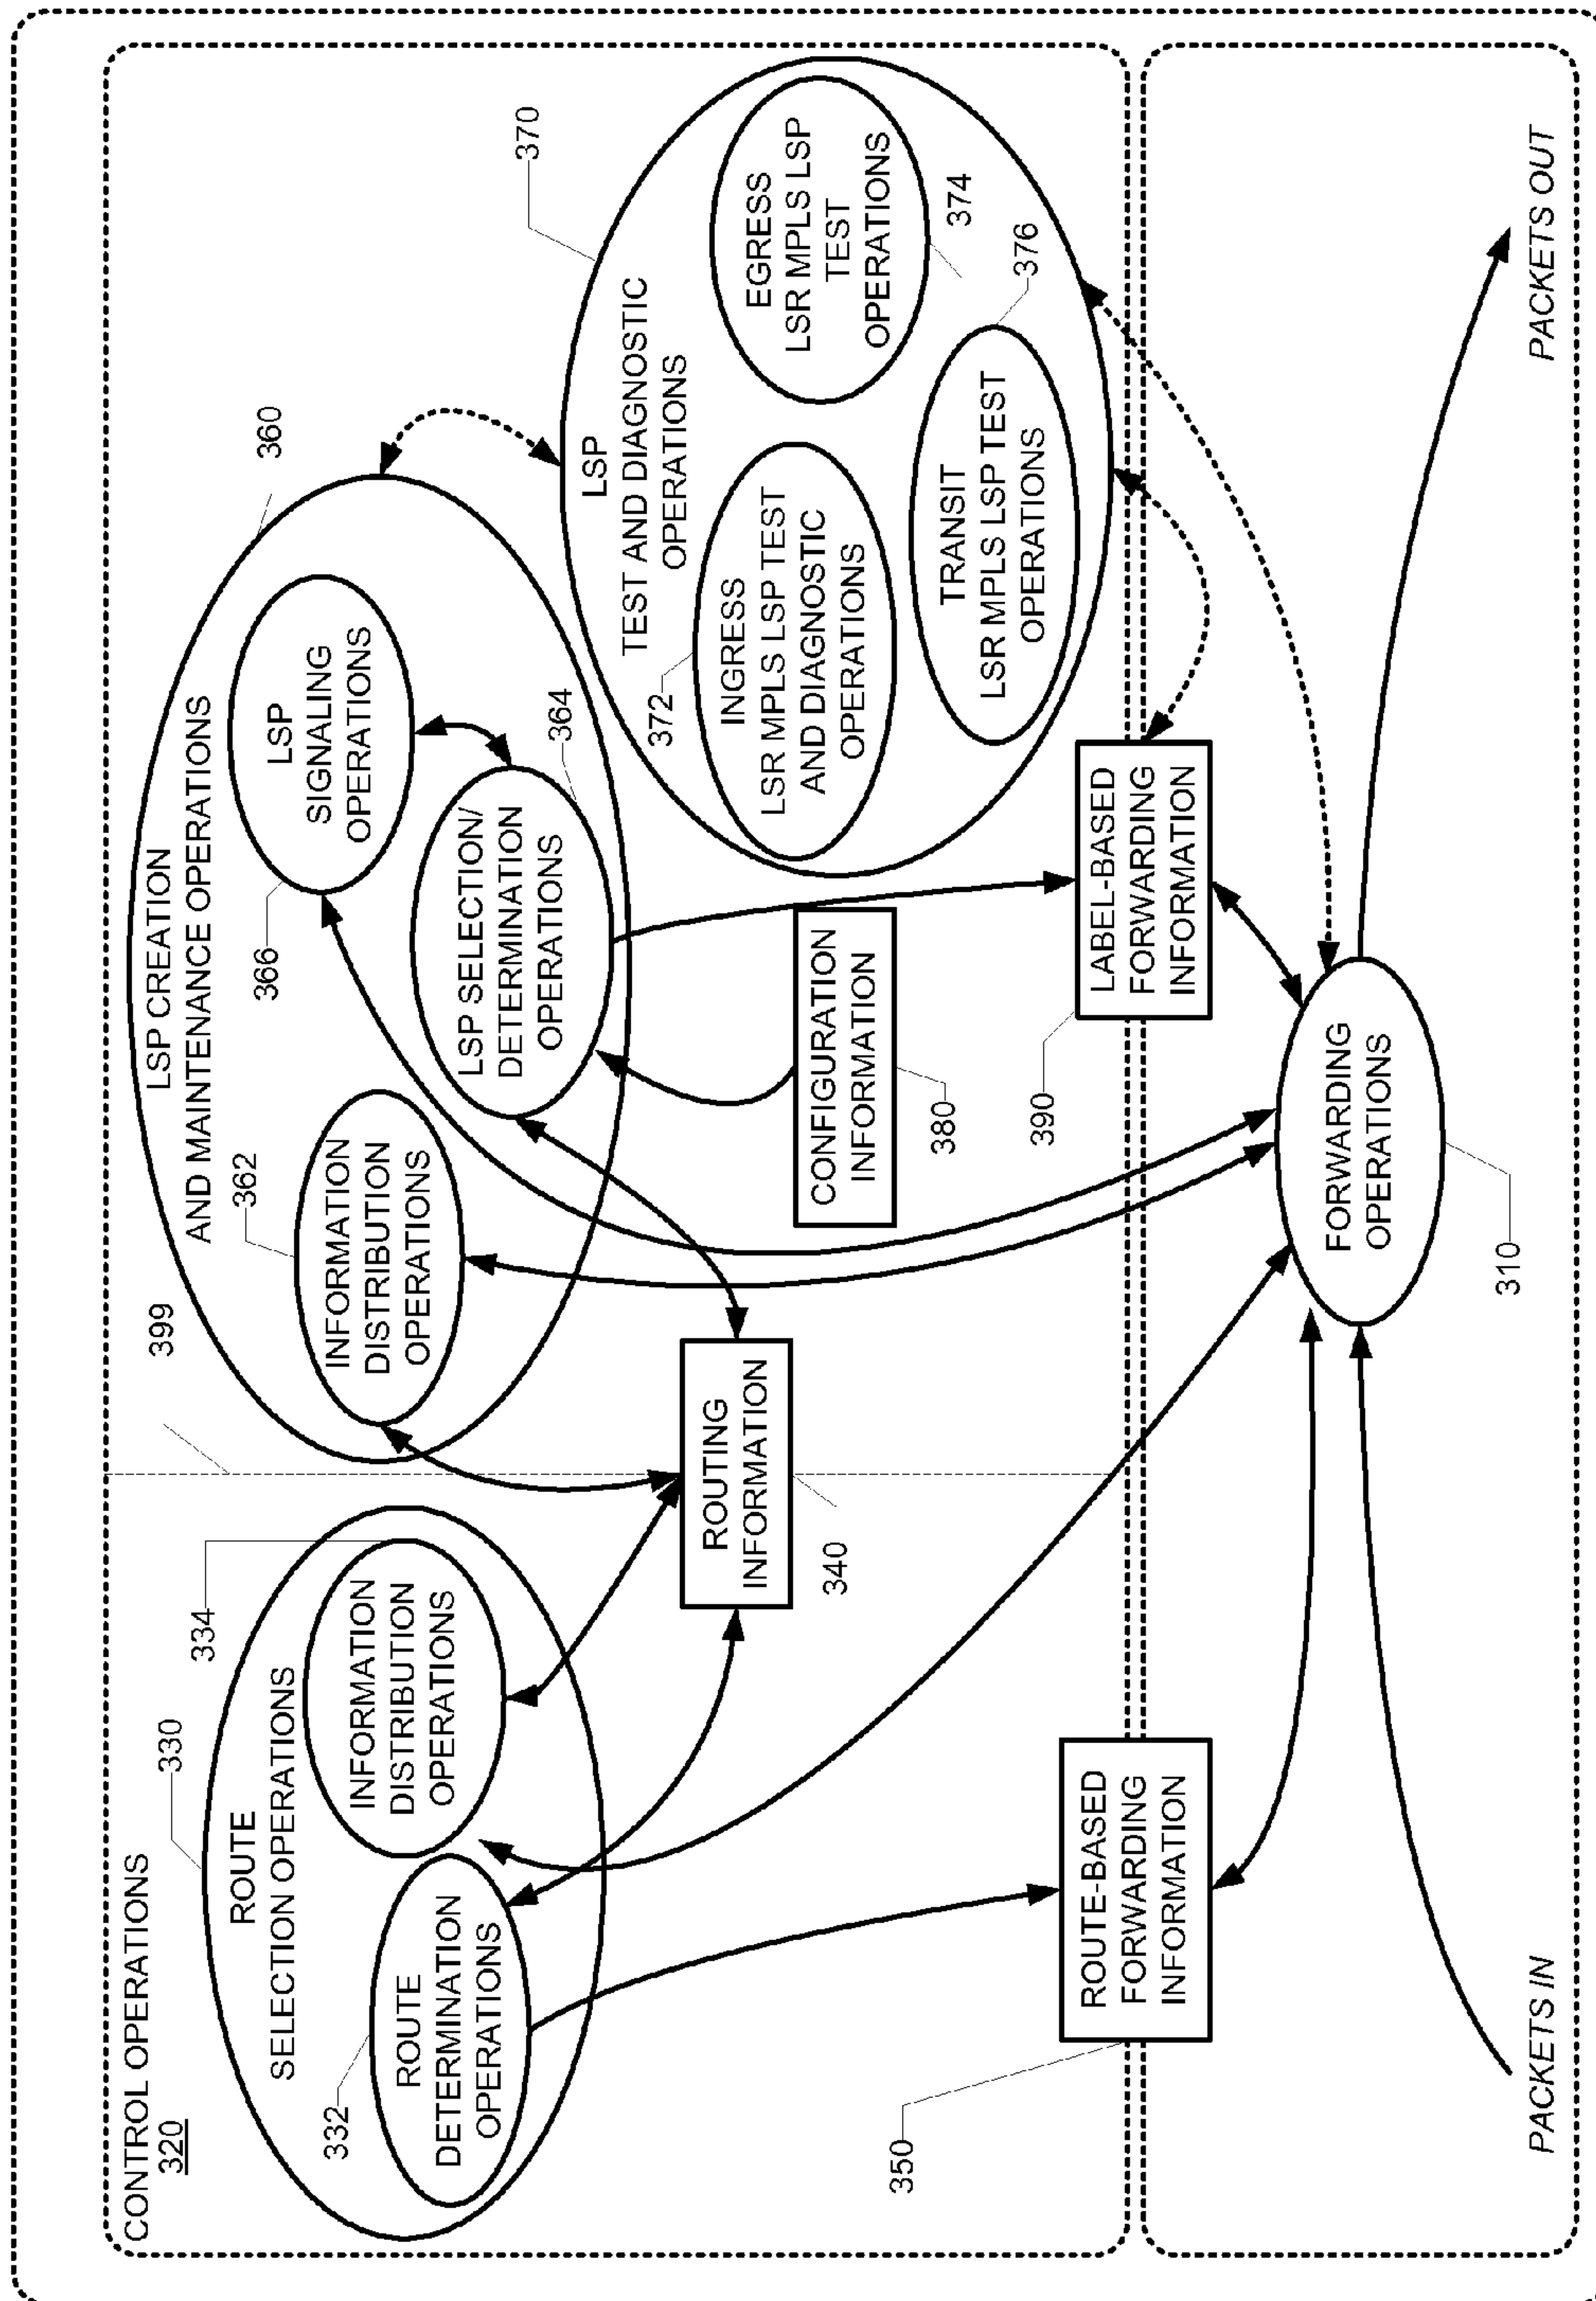 CONTROL OPERATIONS
320
330
ROUTE
SELECTION OPERATIONS
334
INFORMATION
DISTRIBUTION
OPERATIONS
332
ROUTE
DETERMINATION
OPERATIONS
399
LSP CREATION
AND MAINTENANCE OPERATIONS
360
362
INFORMATION
DISTRIBUTION
OPERATIONS
366
LSP
SIGNALING
OPERATIONS
364
LSP SELECTION/
DETERMINATION
OPERATIONS
370
LSP
TEST AND DIAGNOSTIC
OPERATIONS
372
INGRESS
LSR MPLS LSP TEST
AND DIAGNOSTIC
OPERATIONS
EGRESS
LSR MPLS LSP
TEST
OPERATIONS
374
376
TRANSIT
LSR MPLS LSP TEST
OPERATIONS
ROUTING
INFORMATION
340
CONFIGURATION
INFORMATION
380
350
ROUTE-BASED
FORWARDING
INFORMATION
390
LABEL-BASED
FORWARDING
INFORMATION
FORWARDING
OPERATIONS
310
PACKETS IN
PACKETS OUT